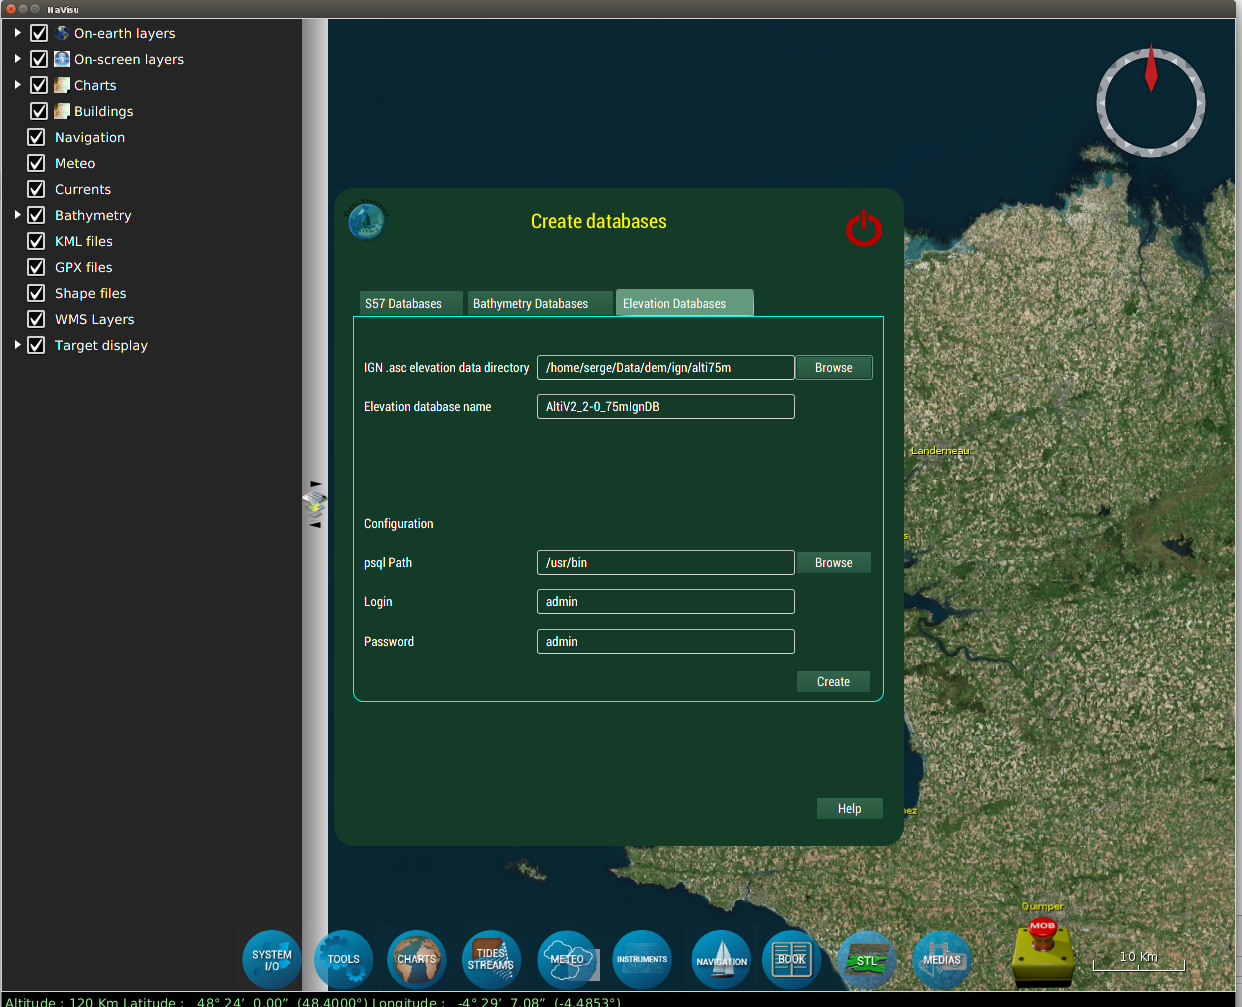 NaVisu
On-earth layers
On-screen layers
Charts
Buildings
Navigation
Meteo
Currents
Bathymetry
KML files
GPX files
Shape files
WMS Layers
Target display
Create databases
S57 Databases
Bathymetry Databases
Elevation Databases
IGN .asc elevation data directory
/home/serge/Data/dem/ign/alti75m
Browse
Elevation database name
AltiV2_2-0_75mIgnDB
Configuration
psql Path
/usr/bin
Browse
Login
admin
Password
admin
Create
Help
Landerneau
s
nez
Quimper
MOB
10 Km
SYSTEM
I/O
TOOLS
CHARTS
TIDES
STREAMS
METEO
INSTRUMENTS
NAVIGATION
BOOK
STL
MEDIAS
Altitude : 120 Km Latitude : 48° 24’ 0.00” (48.4000°) Longitude : -4° 29’ 7.08” (-4.4853°)